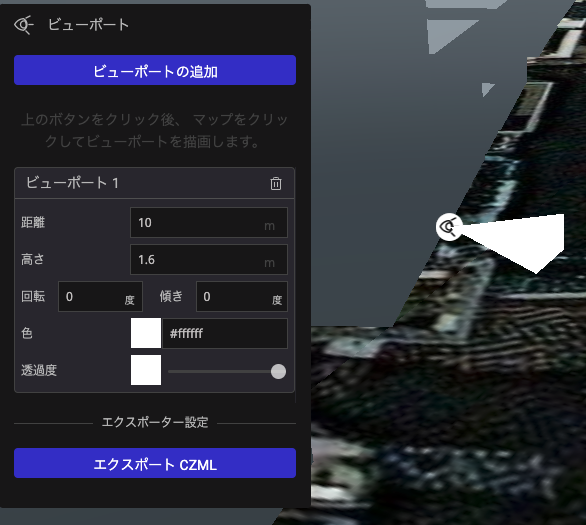 ビューポート
ビューポートの追加
上のボタンをクリック後、 マップをクリッ
クしてビューポートを描画します。
ビューポート 1
距離 10 m
高さ 1.6 m
回転 0 度 傾き 0 度
色 #ffffff
透過度
エクスポーター設定
エクスポート CZML